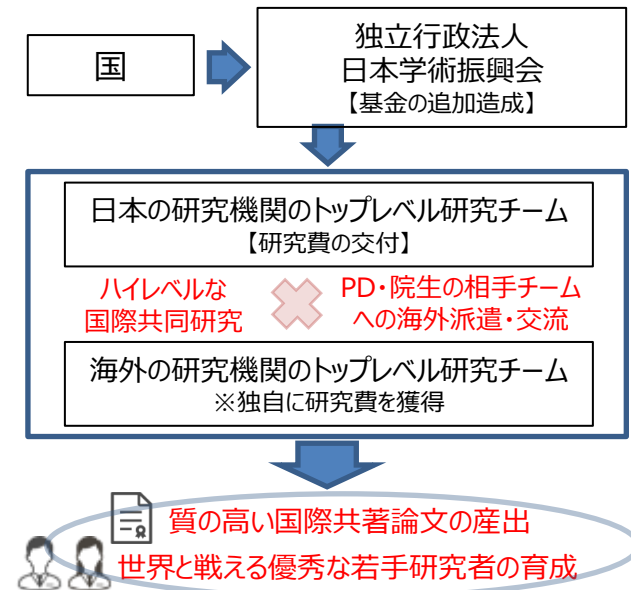 国
独立行政法人
日本学術振興会
【基金の追加造成】
日本の研究機関のトップレベル研究チーム
【研究費の交付】
ハイレベルな
国際共同研究
PD・院生の相手チーム
への海外派遣・交流
海外の研究機関のトップレベル研究チーム
※独自に研究費を獲得
質の高い国際共著論文の産出
世界と戦える優秀な若手研究者の育成